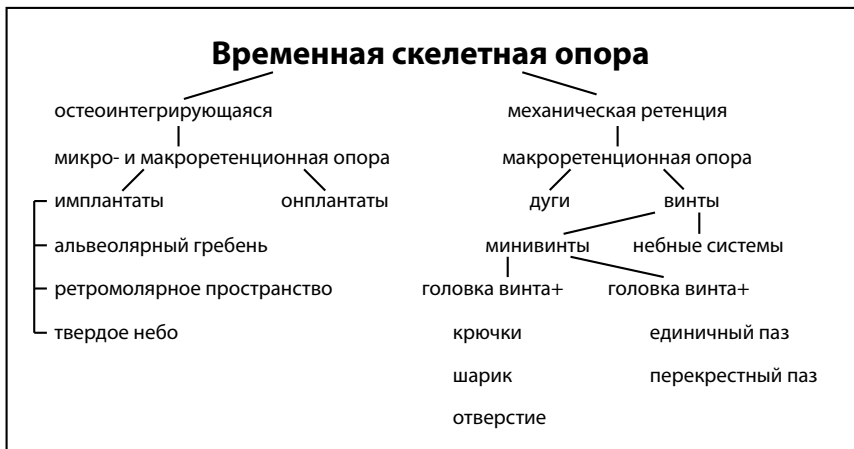 Временная скелетная опора
остеоинтегрирующаяся механическая ретенция
микро- и макроретенционная опора макроретенционная опора
имплантаты онплантаты дуги винты
альвеолярный гребень минивинты небные системы
ретромолярное пространство головка винта+ головка винта+
твердое небо крючки единичный паз
шарик перекрестный паз
отверстие